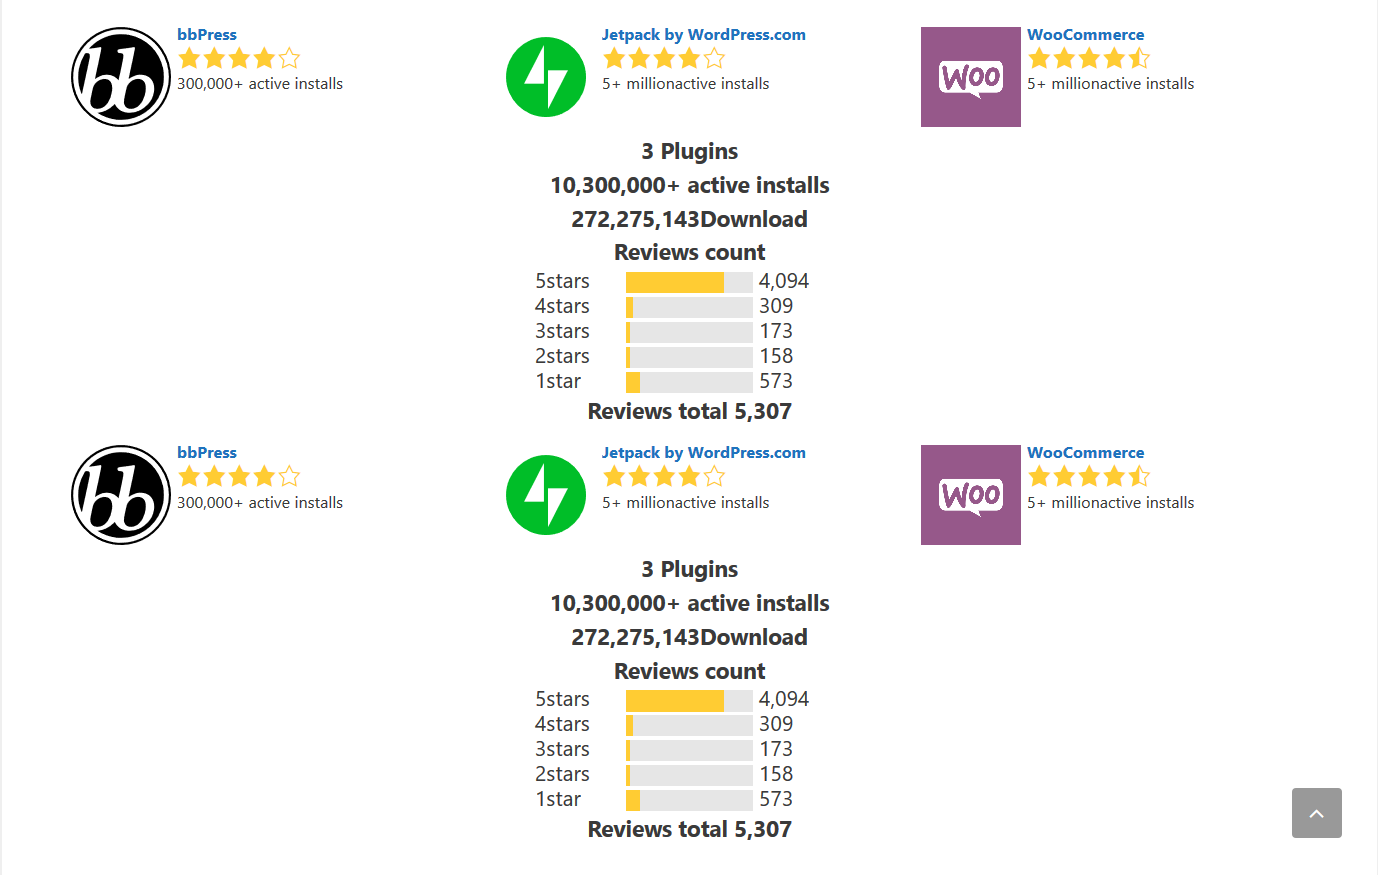 bbPress
300,000+ active installs
Jetpack by WordPress.com
5+ millionactive installs
WooCommerce
5+ millionactive installs
bb
WOO
3 Plugins
10,300,000+ active installs
272,275,143Download
Reviews count
5stars 4,094
4stars 309
3stars 173
2stars 158
1star 573
Reviews total 5,307
bbPress
300,000+ active installs
Jetpack by WordPress.com
5+ millionactive installs
WooCommerce
5+ millionactive installs
bb
WOO
3 Plugins
10,300,000+ active installs
272,275,143Download
Reviews count
5stars 4,094
4stars 309
3stars 173
2stars 158
1star 573
Reviews total 5,307